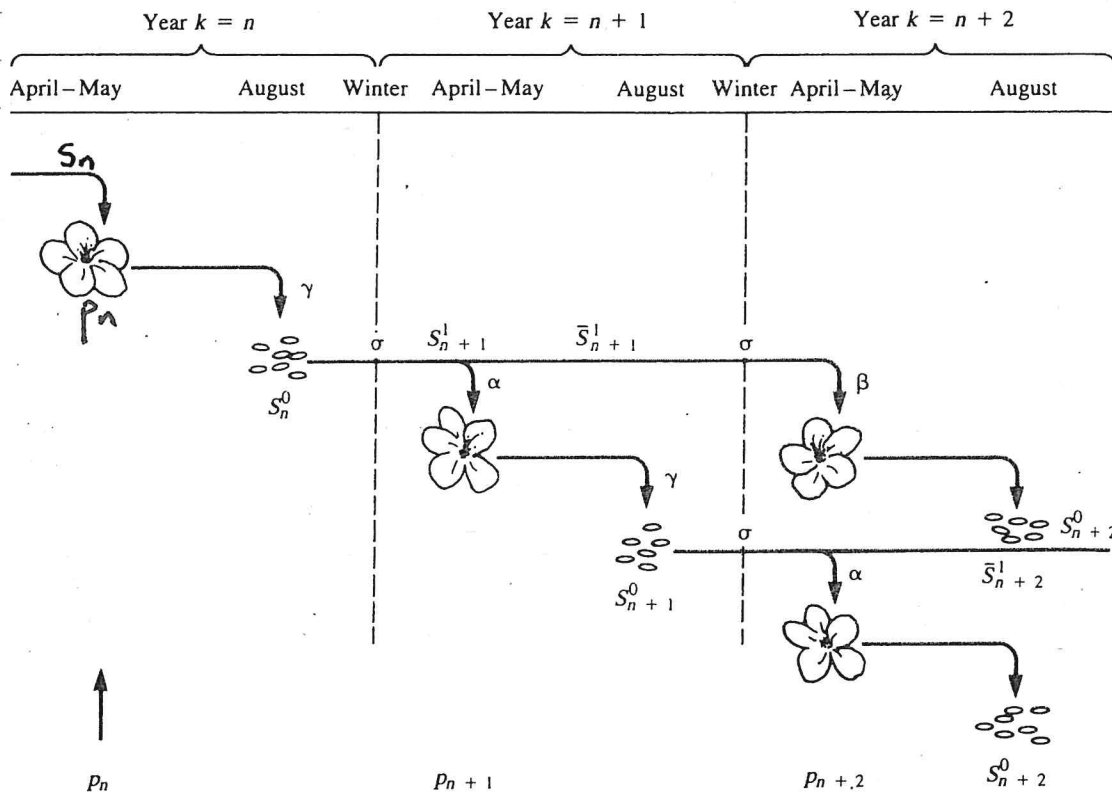 Year k = n Year k = n + 1 Year k = n + 2
April–May August Winter April–May August Winter April–May August
Sn
γ
Pn
σ S¹ₙ ₊ ₁ S̄¹ₙ ₊ ₁ σ
α β
S⁰ₙ
γ
S⁰ₙ ₊ ₂
σ
α S̄¹ₙ ₊ ₂
S⁰ₙ ₊ ₁
pₙ pₙ ₊ ₁ pₙ ₊ ₂ S⁰ₙ ₊ ₂